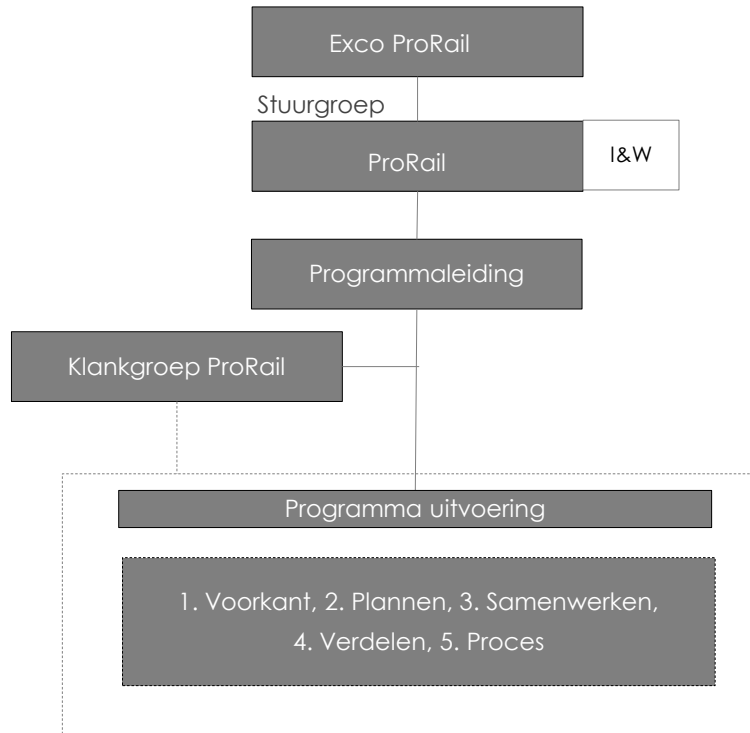 Exco ProRail
Stuurgroep
ProRail
I&W
Programmaleiding
Klankgroep ProRail
Programma uitvoering
1. Voorkant, 2. Plannen, 3. Samenwerken,
4. Verdelen, 5. Proces